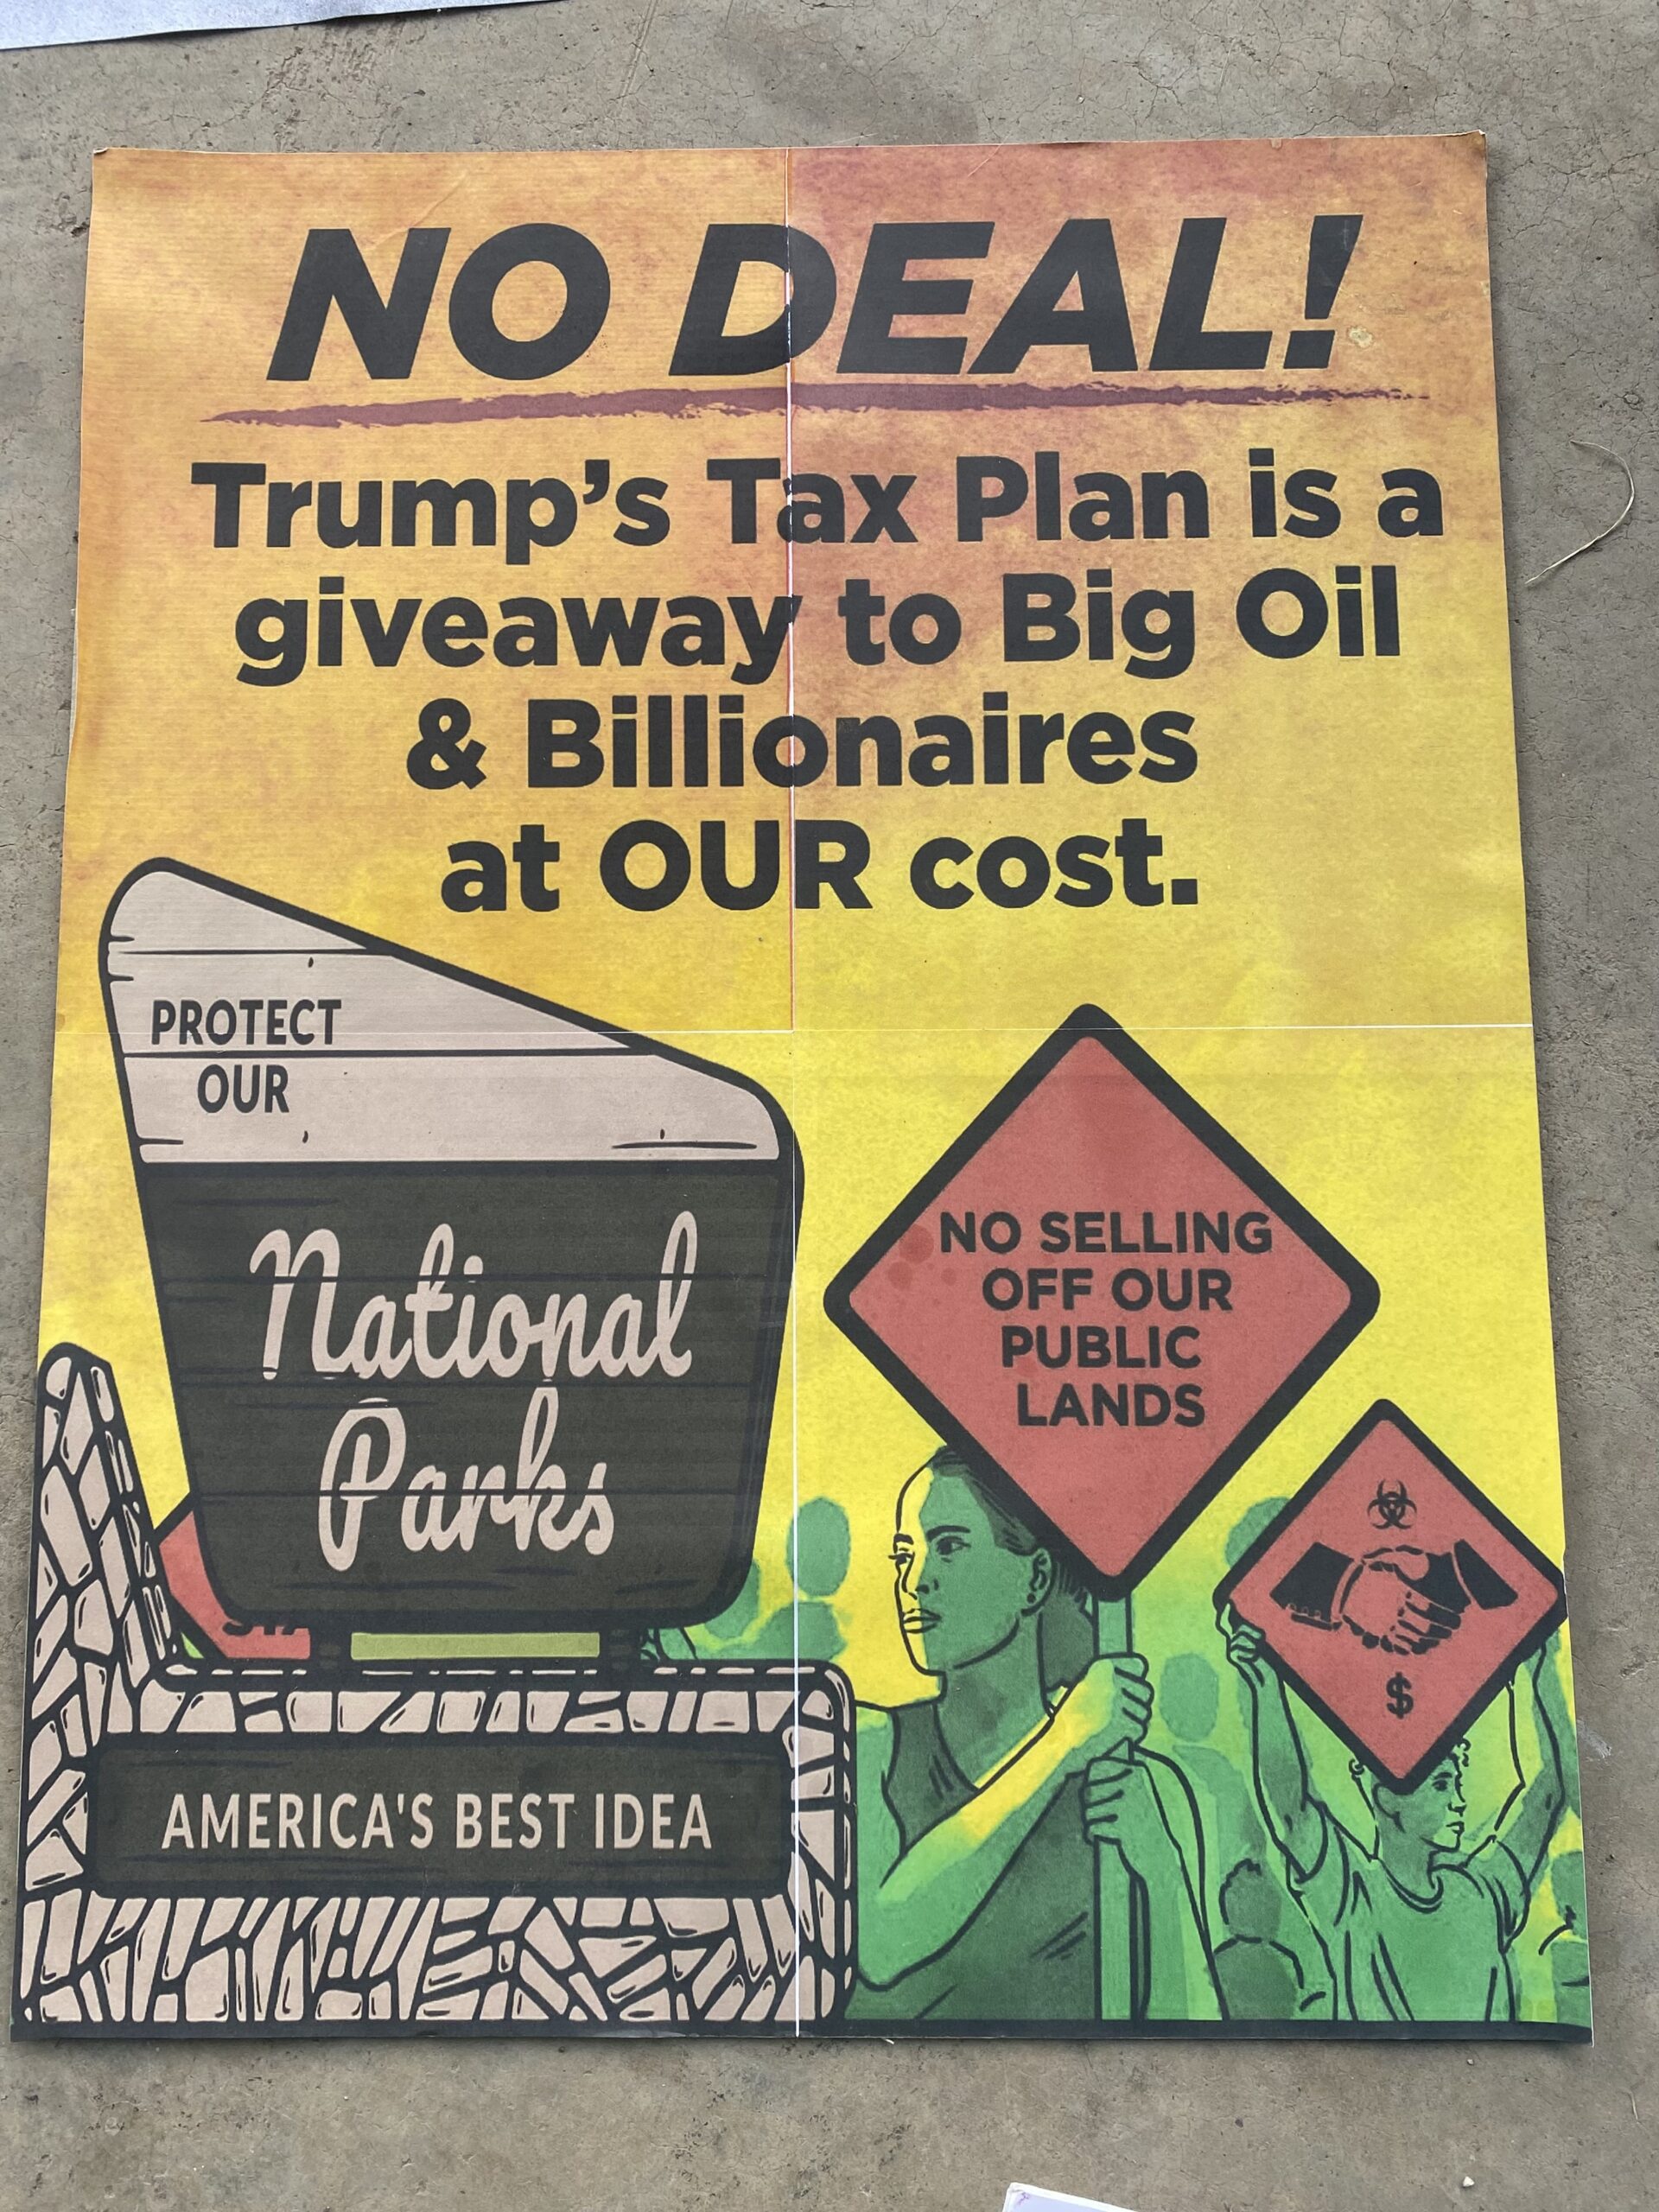 NO DEAL!
Trump's Tax Plan is a
giveaway to Big Oil
& Billionaires
at OUR cost.
PROTECT
OUR
National
Parks
AMERICA'S BEST IDEA
NO SELLING
OFF OUR
PUBLIC
LANDS
$